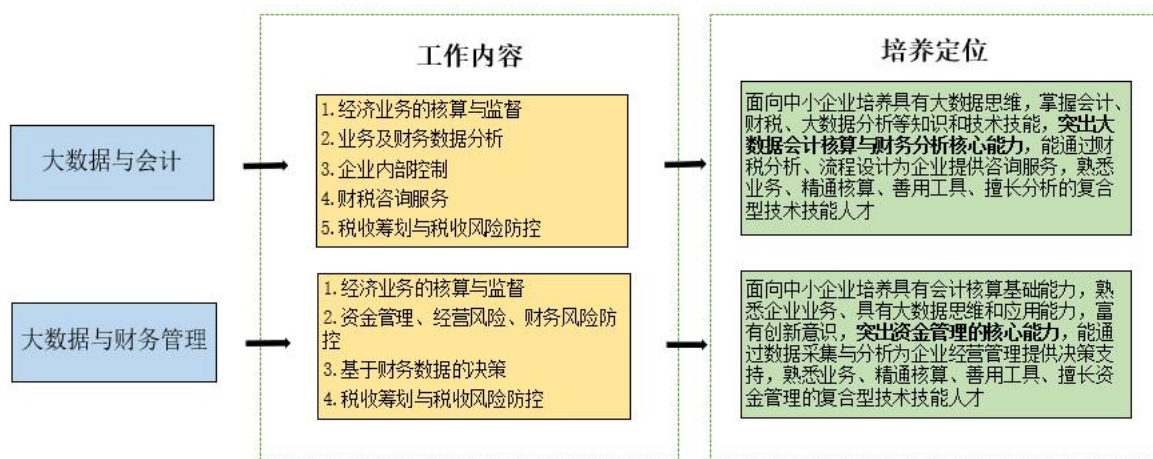 工作内容
培养定位
大数据与会计
1.经济业务的核算与监督
2.业务及财务数据分析
3.企业内部控制
4.财税咨询服务
5.税收筹划与税收风险防控
面向中小企业培养具有大数据思维，掌握会计、
财税、大数据分析等知识和技术技能，突出大
数据会计核算与财务分析核心能力，能通过财
税分析、流程设计为企业提供咨询服务，熟悉
业务、精通核算、善用工具、擅长分析的复合
型技术技能人才
大数据与财务管理
1.经济业务的核算与监督
2.资金管理、经营风险、财务风险防
控
3.基于财务数据的决策
4.税收筹划与税收风险防控
面向中小企业培养具有会计核算基础能力，熟
悉企业业务、具有大数据思维和应用能力，富
有创新意识，突出资金管理的核心能力，能通
过数据采集与分析为企业经营管理提供决策支
持，熟悉业务、精通核算、善用工具、擅长资
金管理的复合型技术技能人才